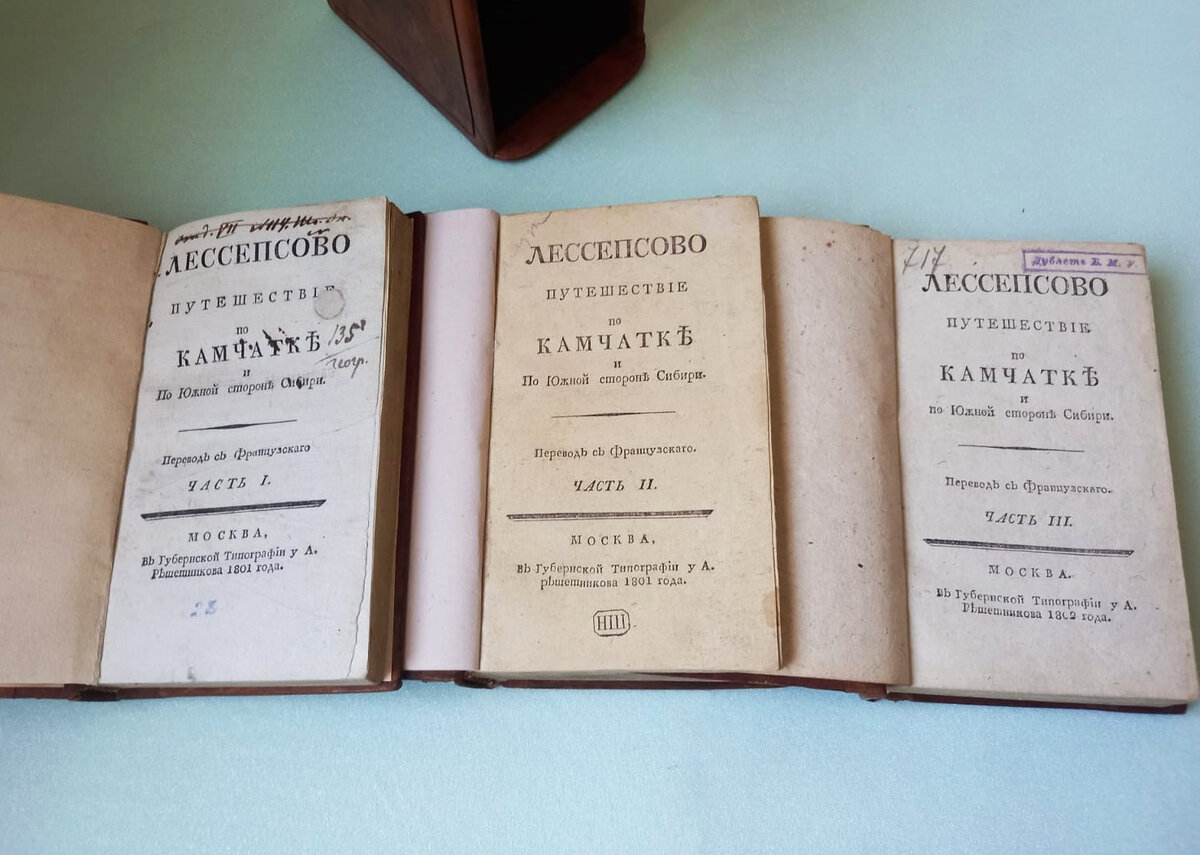 ЛЕССЕПСОВО
ПУТЕШЕСТВІЕ
по
КАМЧАТКѢ
и
По Южной сторонѣ Сибири.
135
геогр.
Переводъ съ Французскаго
ЧАСТЬ I.
МОСКВА,
Въ Губернской Типографіи у А.
Рѣшетникова 1801 года.
28
ЛЕССЕПСОВО
ПУТЕШЕСТВІЕ
по
КАМЧАТКѢ
и
По Южной сторонѣ Сибири.
Переводъ съ Французскаго.
ЧАСТЬ II.
МОСКВА,
Въ Губернской Типографіи у А.
рѣшетникова 1801 года.
НІІІ
717
Дублетъ Б. М. У.
ЛЕССЕПСОВО
ПУТЕШЕСТВІЕ
по
КАМЧАТКѢ
и
по Южной сторонѣ Сибири.
Переводъ съ Французскаго.
ЧАСТЬ III.
МОСКВА.
Въ Губернской Типографіи у А.
Рѣшетникова 1802 года.